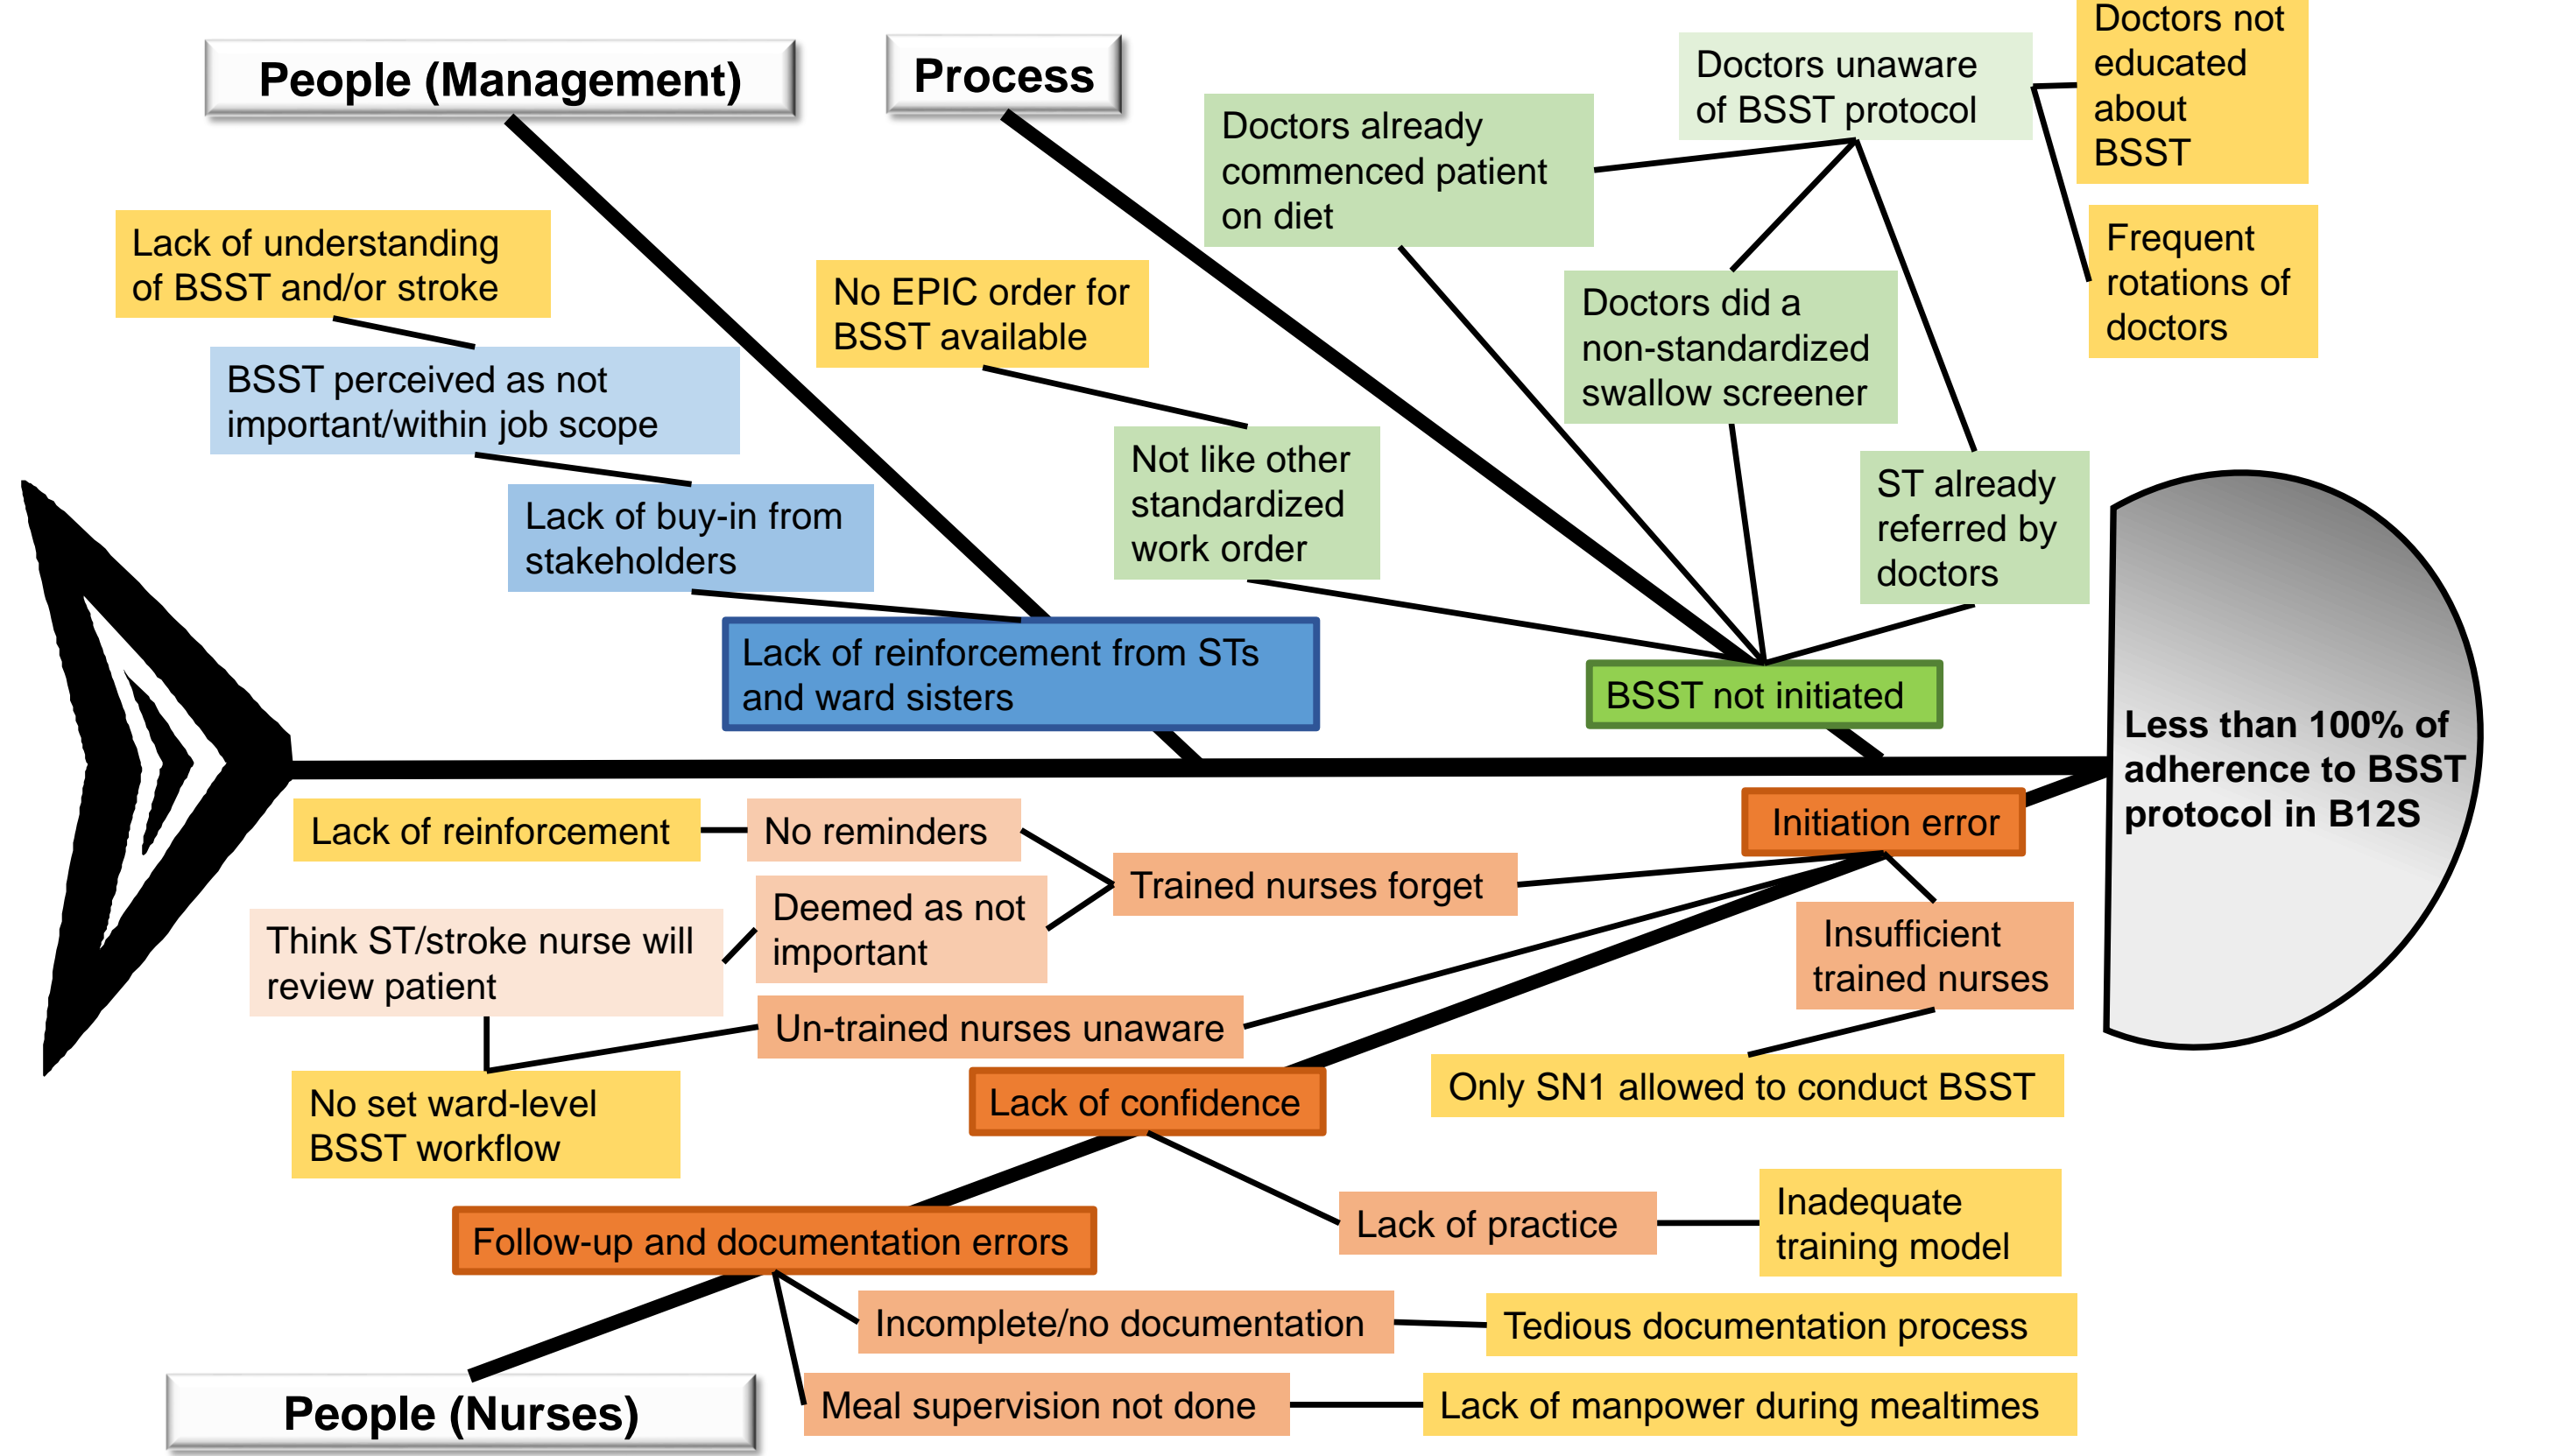 People (Management)
Process
Doctors unaware
of BSST protocol
Doctors not
educated
about
BSST
Doctors already
commenced patient
on diet
Frequent
rotations of
doctors
Lack of understanding
of BSST and/or stroke
No EPIC order for
BSST available
Doctors did a
non-standardized
swallow screener
BSST perceived as not
important/within job scope
Not like other
standardized
work order
ST already
referred by
doctors
Lack of buy-in from
stakeholders
Lack of reinforcement from STs
and ward sisters
BSST not initiated
Less than 100% of
adherence to BSST
protocol in B12S
Lack of reinforcement
No reminders
Initiation error
Trained nurses forget
Deemed as not
important
Think ST/stroke nurse will
review patient
Insufficient
trained nurses
Un-trained nurses unaware
No set ward-level
BSST workflow
Lack of confidence
Only SN1 allowed to conduct BSST
Lack of practice
Inadequate
training model
Follow-up and documentation errors
Incomplete/no documentation
Tedious documentation process
People (Nurses)
Meal supervision not done
Lack of manpower during mealtimes